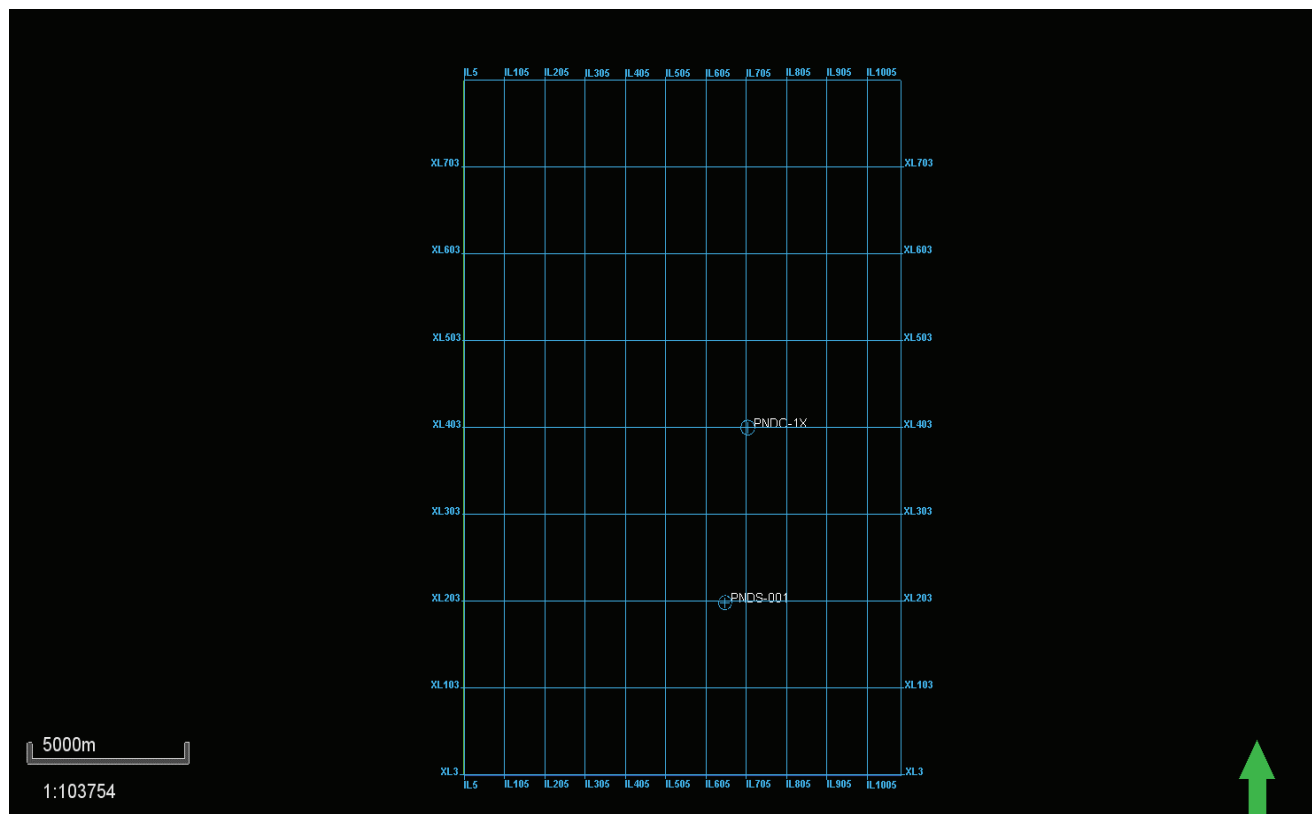 IL5 IL105 IL205 IL305 IL405 IL505 IL605 IL705 IL805 IL905 IL1005
XL703 XL703
XL603 XL603
XL503 XL503
XL403 PNDC-1X XL403
XL303 XL303
XL203 PNDS-001 XL203
XL103 XL103
XL3 XL3
IL5 IL105 IL205 IL305 IL405 IL505 IL605 IL705 IL805 IL905 IL1005
5000m
1:103754